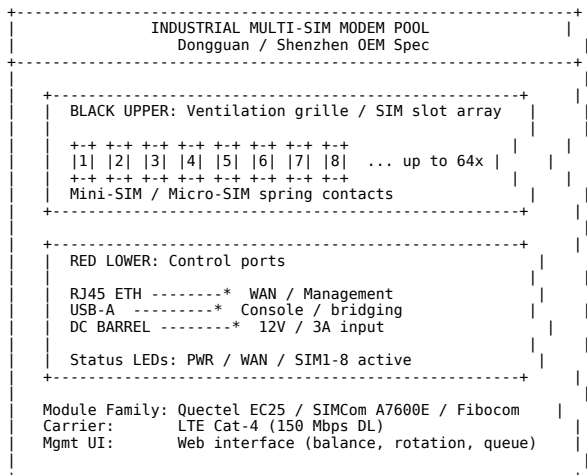 +--------------------------------------------------------------+
|               INDUSTRIAL MULTI-SIM MODEM POOL               |
|                  Dongguan / Shenzhen OEM Spec                  |
+--------------------------------------------------------------+
|                                                                |
|   +----------------------------------------------------+      |
|   |  BLACK UPPER: Ventilation grille / SIM slot array   |      |
|   |                                                     |      |
|   |  +-+ +-+ +-+ +-+ +-+ +-+ +-+ +-+                  |     |
|   |  |1| |2| |3| |4| |5| |6| |7| |8|  ... up to 64x |     |
|   |  +-+ +-+ +-+ +-+ +-+ +-+ +-+ +-+                  |     |
|   |  Mini-SIM / Micro-SIM spring contacts               |      |
|   +----------------------------------------------------+      |
|                                                                |
|   +----------------------------------------------------+      |
|   |  RED LOWER: Control ports                            |
|   |                                                     |      |
|   |  RJ45 ETH --------*  WAN / Management                |
|   |  USB-A  ---------*  Console / bridging              |      |
|   |  DC BARREL --------*  12V / 3A input                  |
|   |                                                     |      |
|   |  Status LEDs: PWR / WAN / SIM1-8 active              |
|   +----------------------------------------------------+      |
|                                                                |
|   Module Family: Quectel EC25 / SIMCom A7600E / Fibocom    |
|   Carrier:       LTE Cat-4 (150 Mbps DL)                     |
|   Mgmt UI:       Web interface (balance, rotation, queue)    |
|                                                                |